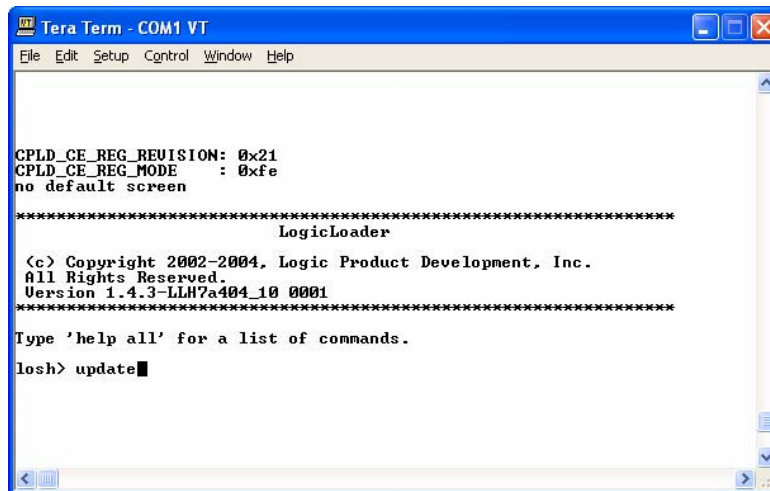 Tera Term - COM1 VT
File Edit Setup Control Window Help
CPLD_CE_REG_REVISION: 0x21
CPLD_CE_REG_MODE : 0xfe
no default screen
*******************************************************************
LogicLoader
(c) Copyright 2002-2004, Logic Product Development, Inc.
All Rights Reserved.
Version 1.4.3-LLH7a404_10 0001
*******************************************************************
Type 'help all' for a list of commands.
losh> update